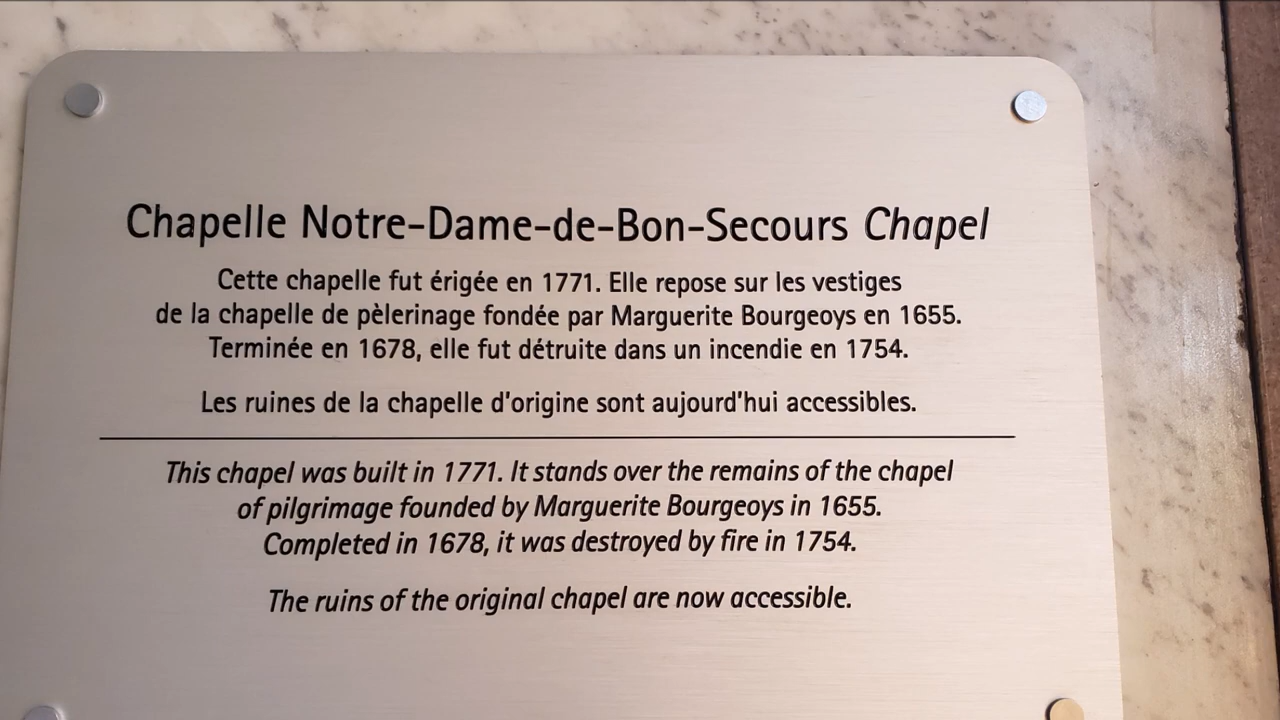 Chapelle Notre-Dame-de-Bon-Secours Chapel
Cette chapelle fut érigée en 1771. Elle repose sur les vestiges
de la chapelle de pèlerinage fondée par Marguerite Bourgeoys en 1655.
Terminée en 1678, elle fut détruite dans un incendie en 1754.
Les ruines de la chapelle d'origine sont aujourd'hui accessibles.
This chapel was built in 1771. It stands over the remains of the chapel
of pilgrimage founded by Marguerite Bourgeoys in 1655.
Completed in 1678, it was destroyed by fire in 1754.
The ruins of the original chapel are now accessible.